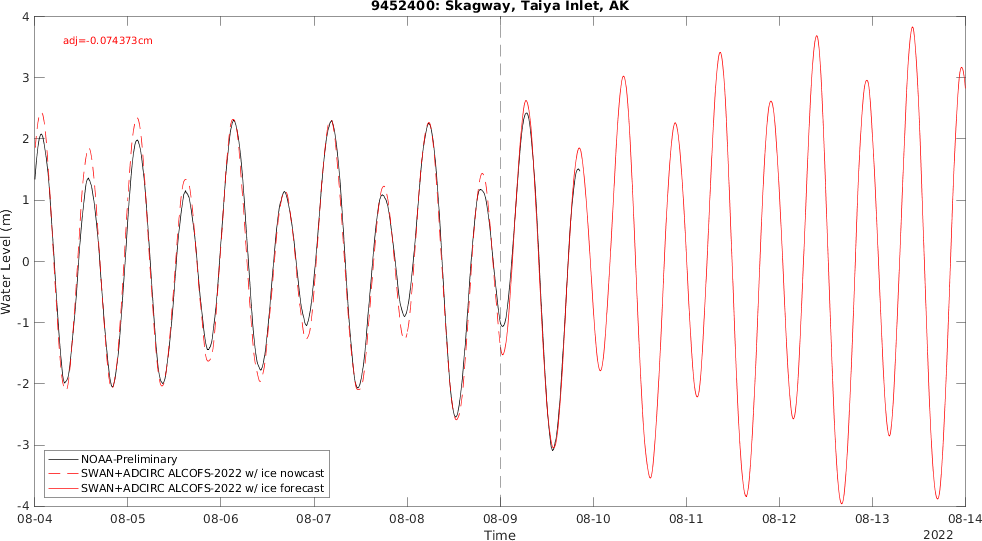 9452400: Skagway, Taiya Inlet, AK
adj=-0.074373cm
4
3
2
1
0
-1
-2
-3
-4
Water Level (m)
NOAA-Preliminary
SWAN+ADCIRC ALCOFS-2022 w/ ice nowcast
SWAN+ADCIRC ALCOFS-2022 w/ ice forecast
08-04 08-05 08-06 08-07 08-08 08-09 08-10 08-11 08-12 08-13 08-14
Time
2022